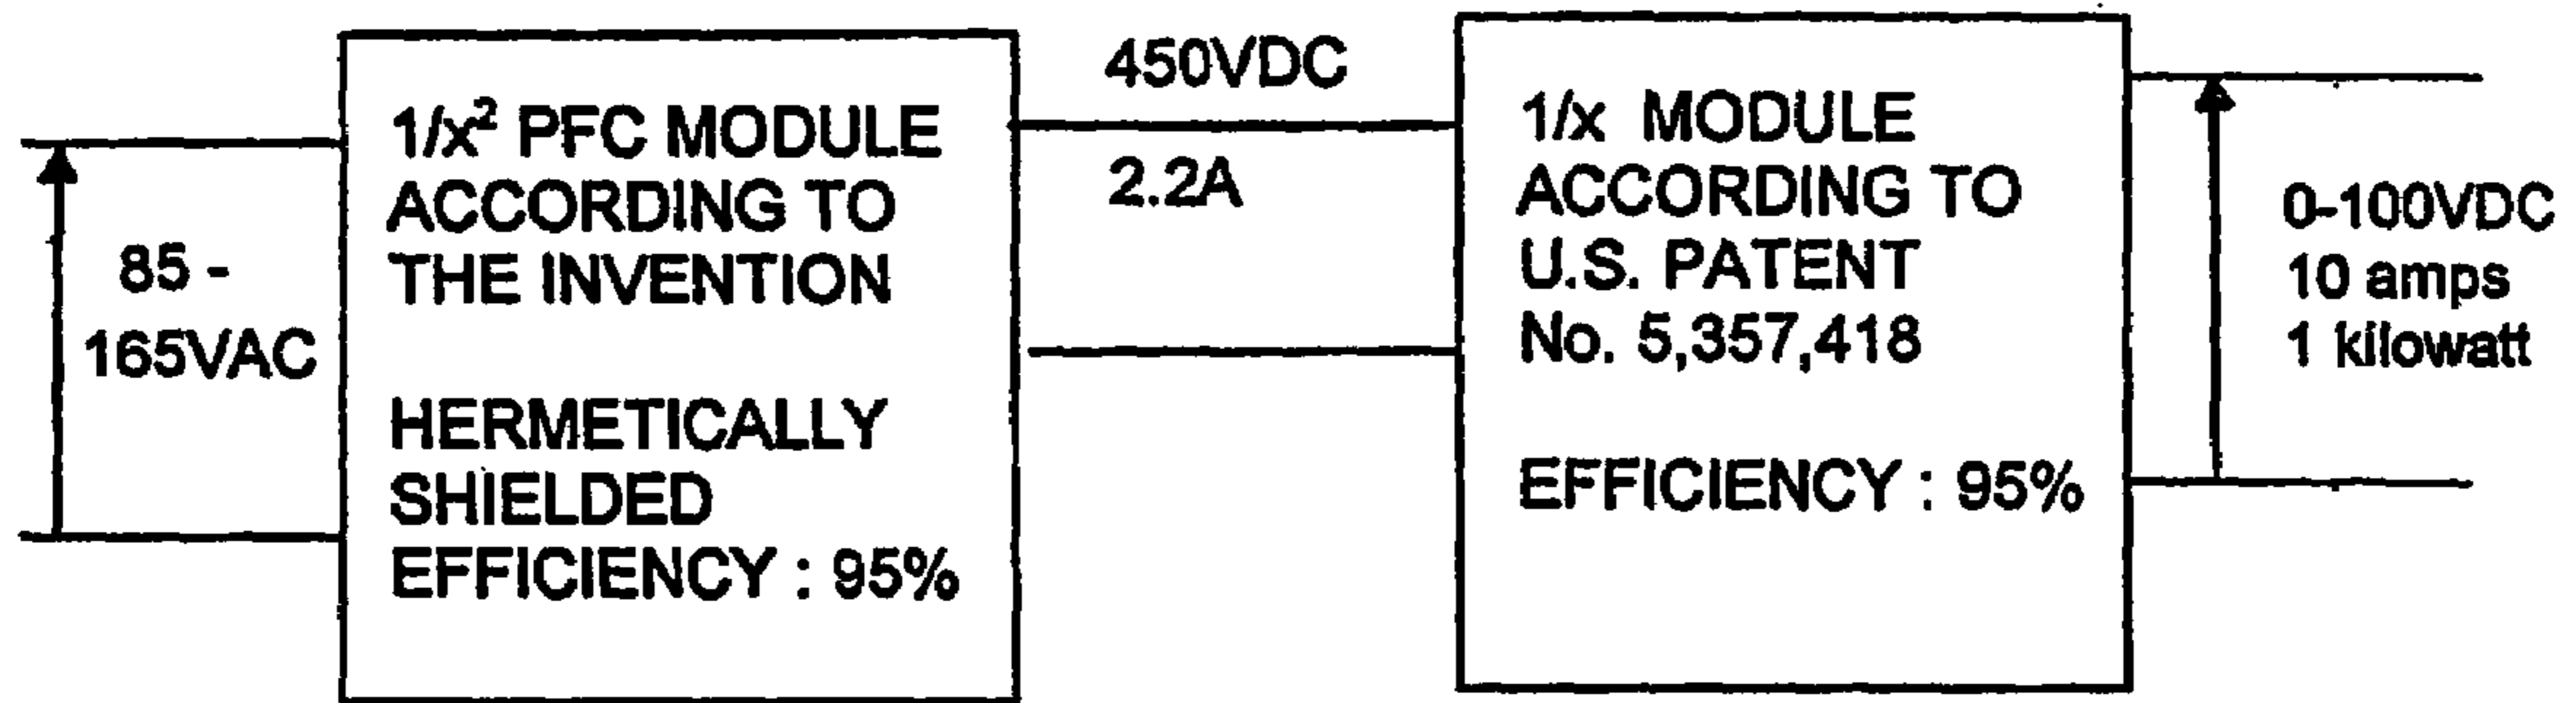 85 -
165VAC
1/x² PFC MODULE
ACCORDING TO
THE INVENTION
HERMETICALLY
SHIELDED
EFFICIENCY : 95%
450VDC
2.2A
1/x MODULE
ACCORDING TO
U.S. PATENT
No. 5,357,418
EFFICIENCY : 95%
0-100VDC
10 amps
1 kilowatt